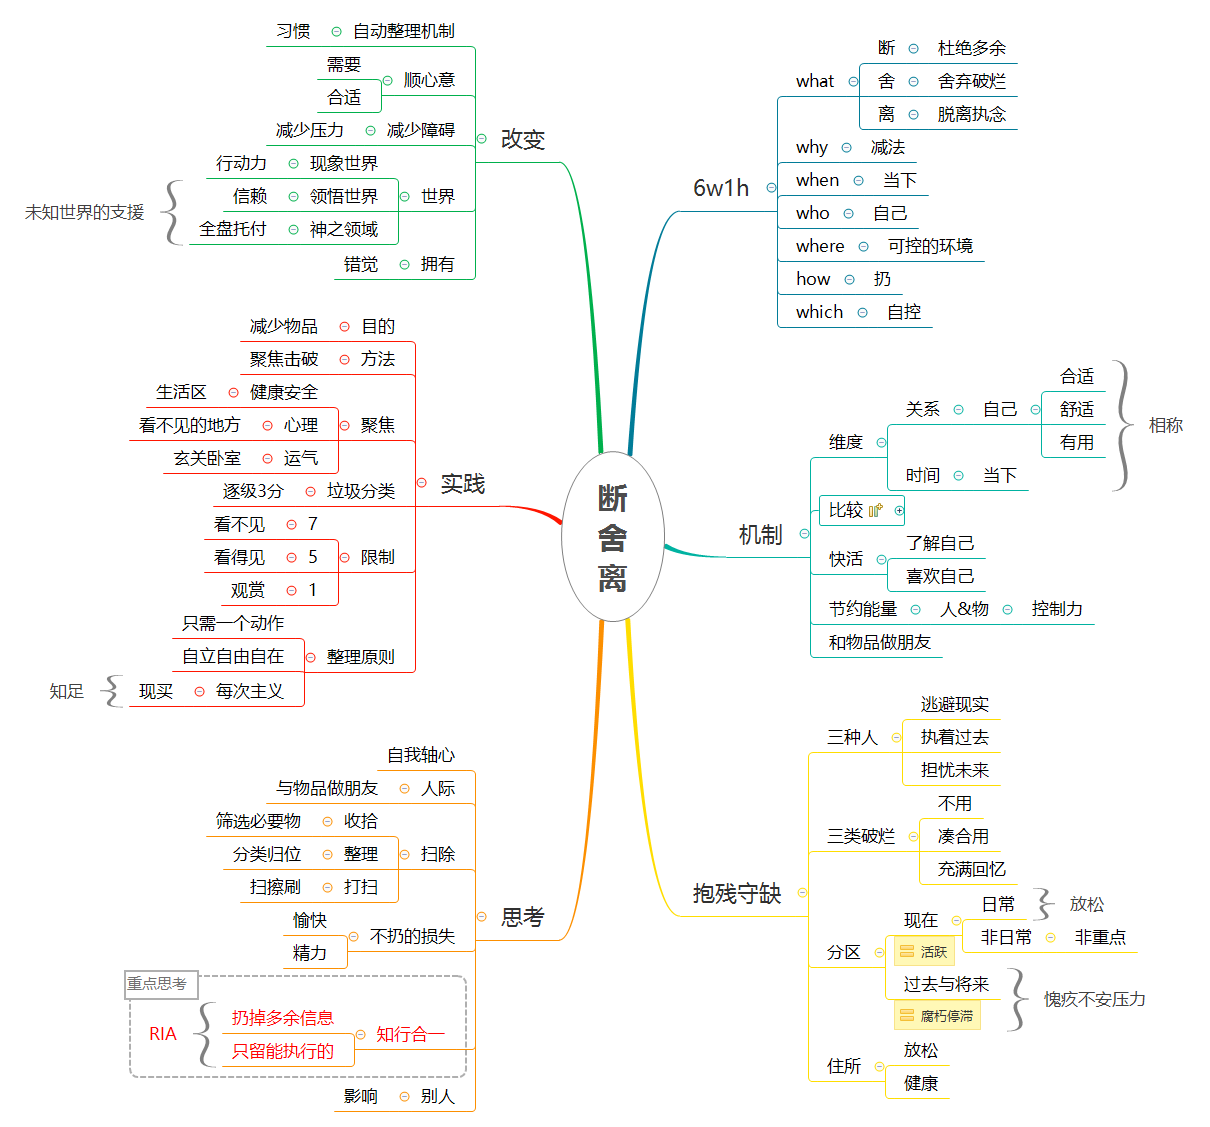 断
舍
离
6w1h
what
断
杜绝多余
舍
舍弃破烂
离
脱离执念
why
减法
when
当下
who
自己
where
可控的环境
how
扔
which
自控
机制
维度
关系
自己
合适
舒适
有用
时间
当下
相称
比较
快活
了解自己
喜欢自己
节约能量
人&物
控制力
和物品做朋友
抱残守缺
三种人
逃避现实
执着过去
担忧未来
三类破烂
不用
凑合用
充满回忆
分区
现在
活跃
日常
放松
非日常
非重点
过去与将来
腐朽停滞
愧疚不安压力
住所
放松
健康
改变
自动整理机制
习惯
顺心意
需要
合适
减少障碍
减少压力
世界
现象世界
行动力
领悟世界
信赖
神之领域
全盘托付
未知世界的支援
拥有
错觉
实践
目的
减少物品
方法
聚焦击破
聚焦
健康安全
生活区
心理
看不见的地方
运气
玄关卧室
垃圾分类
逐级3分
限制
7
看不见
5
看得见
1
观赏
整理原则
只需一个动作
自立自由自在
每次主义
现买
知足
思考
自我轴心
人际
与物品做朋友
扫除
收拾
筛选必要物
整理
分类归位
打扫
扫擦刷
不扔的损失
愉快
精力
重点思考
知行合一
扔掉多余信息
只留能执行的
RIA
别人
影响